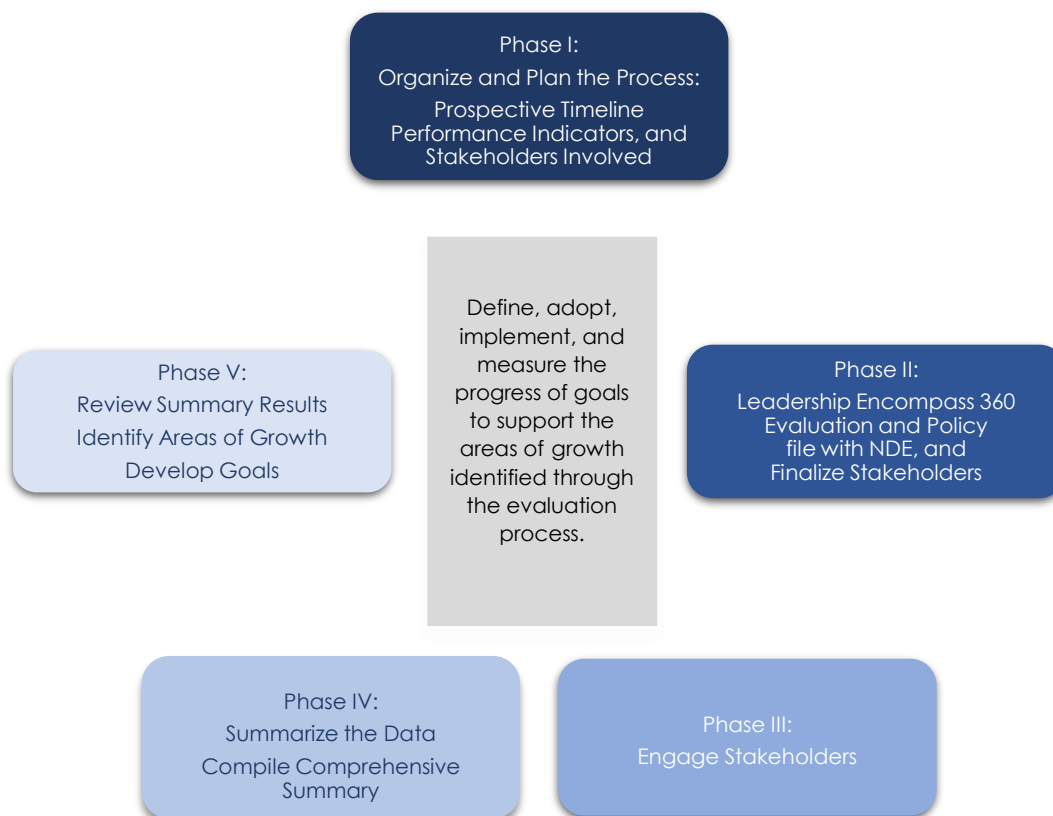 Phase I:
Organize and Plan the Process:
Prospective Timeline
Performance Indicators, and
Stakeholders Involved
Define, adopt,
implement, and
measure the
progress of goals
to support the
areas of growth
identified through
the evaluation
process.
Phase II:
Leadership Encompass 360
Evaluation and Policy
file with NDE, and
Finalize Stakeholders
Phase III:
Engage Stakeholders
Phase IV:
Summarize the Data
Compile Comprehensive
Summary
Phase V:
Review Summary Results
Identify Areas of Growth
Develop Goals